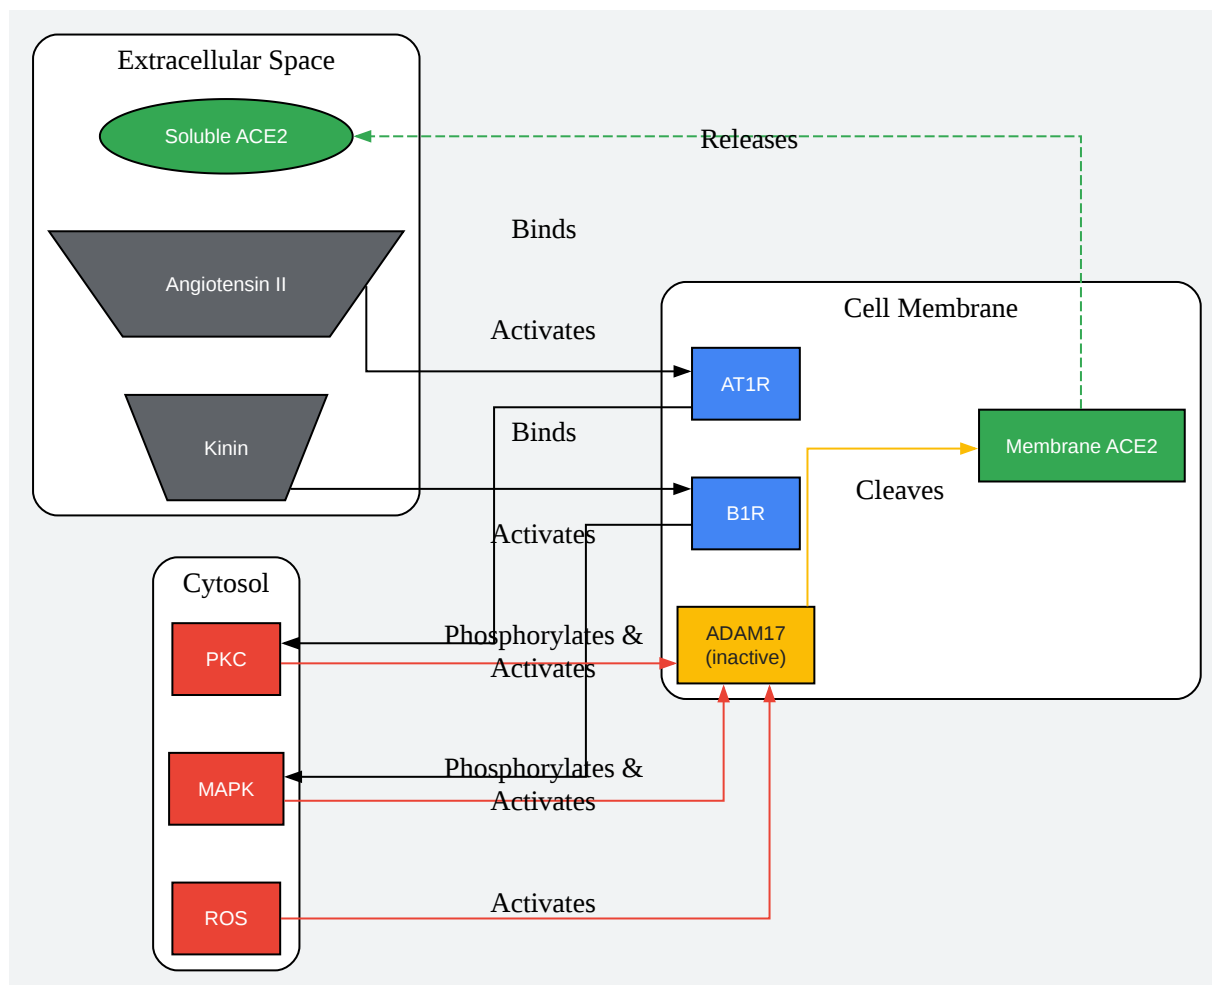 Extracellular Space
Soluble ACE2
Releases
Binds
Angiotensin II
Cell Membrane
Activates
AT1R
Binds
Kinin
Membrane ACE2
Cleaves
B1R
Activates
Cytosol
PKC
Phosphorylates &
Activates
ADAM17
(inactive)
MAPK
Phosphorylates &
Activates
ROS
Activates